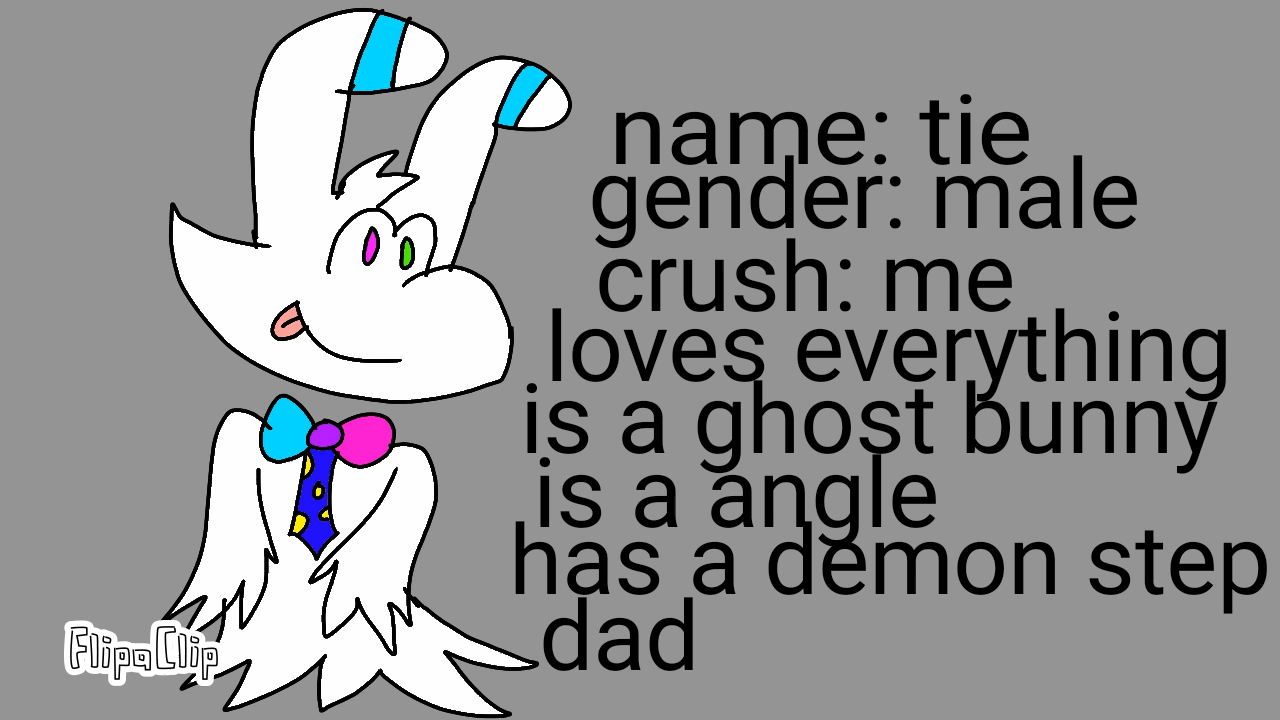 name: tie
gender: male
crush: me
loves everything
is a ghost bunny
is a angle
has a demon step
dad
FlipaClip